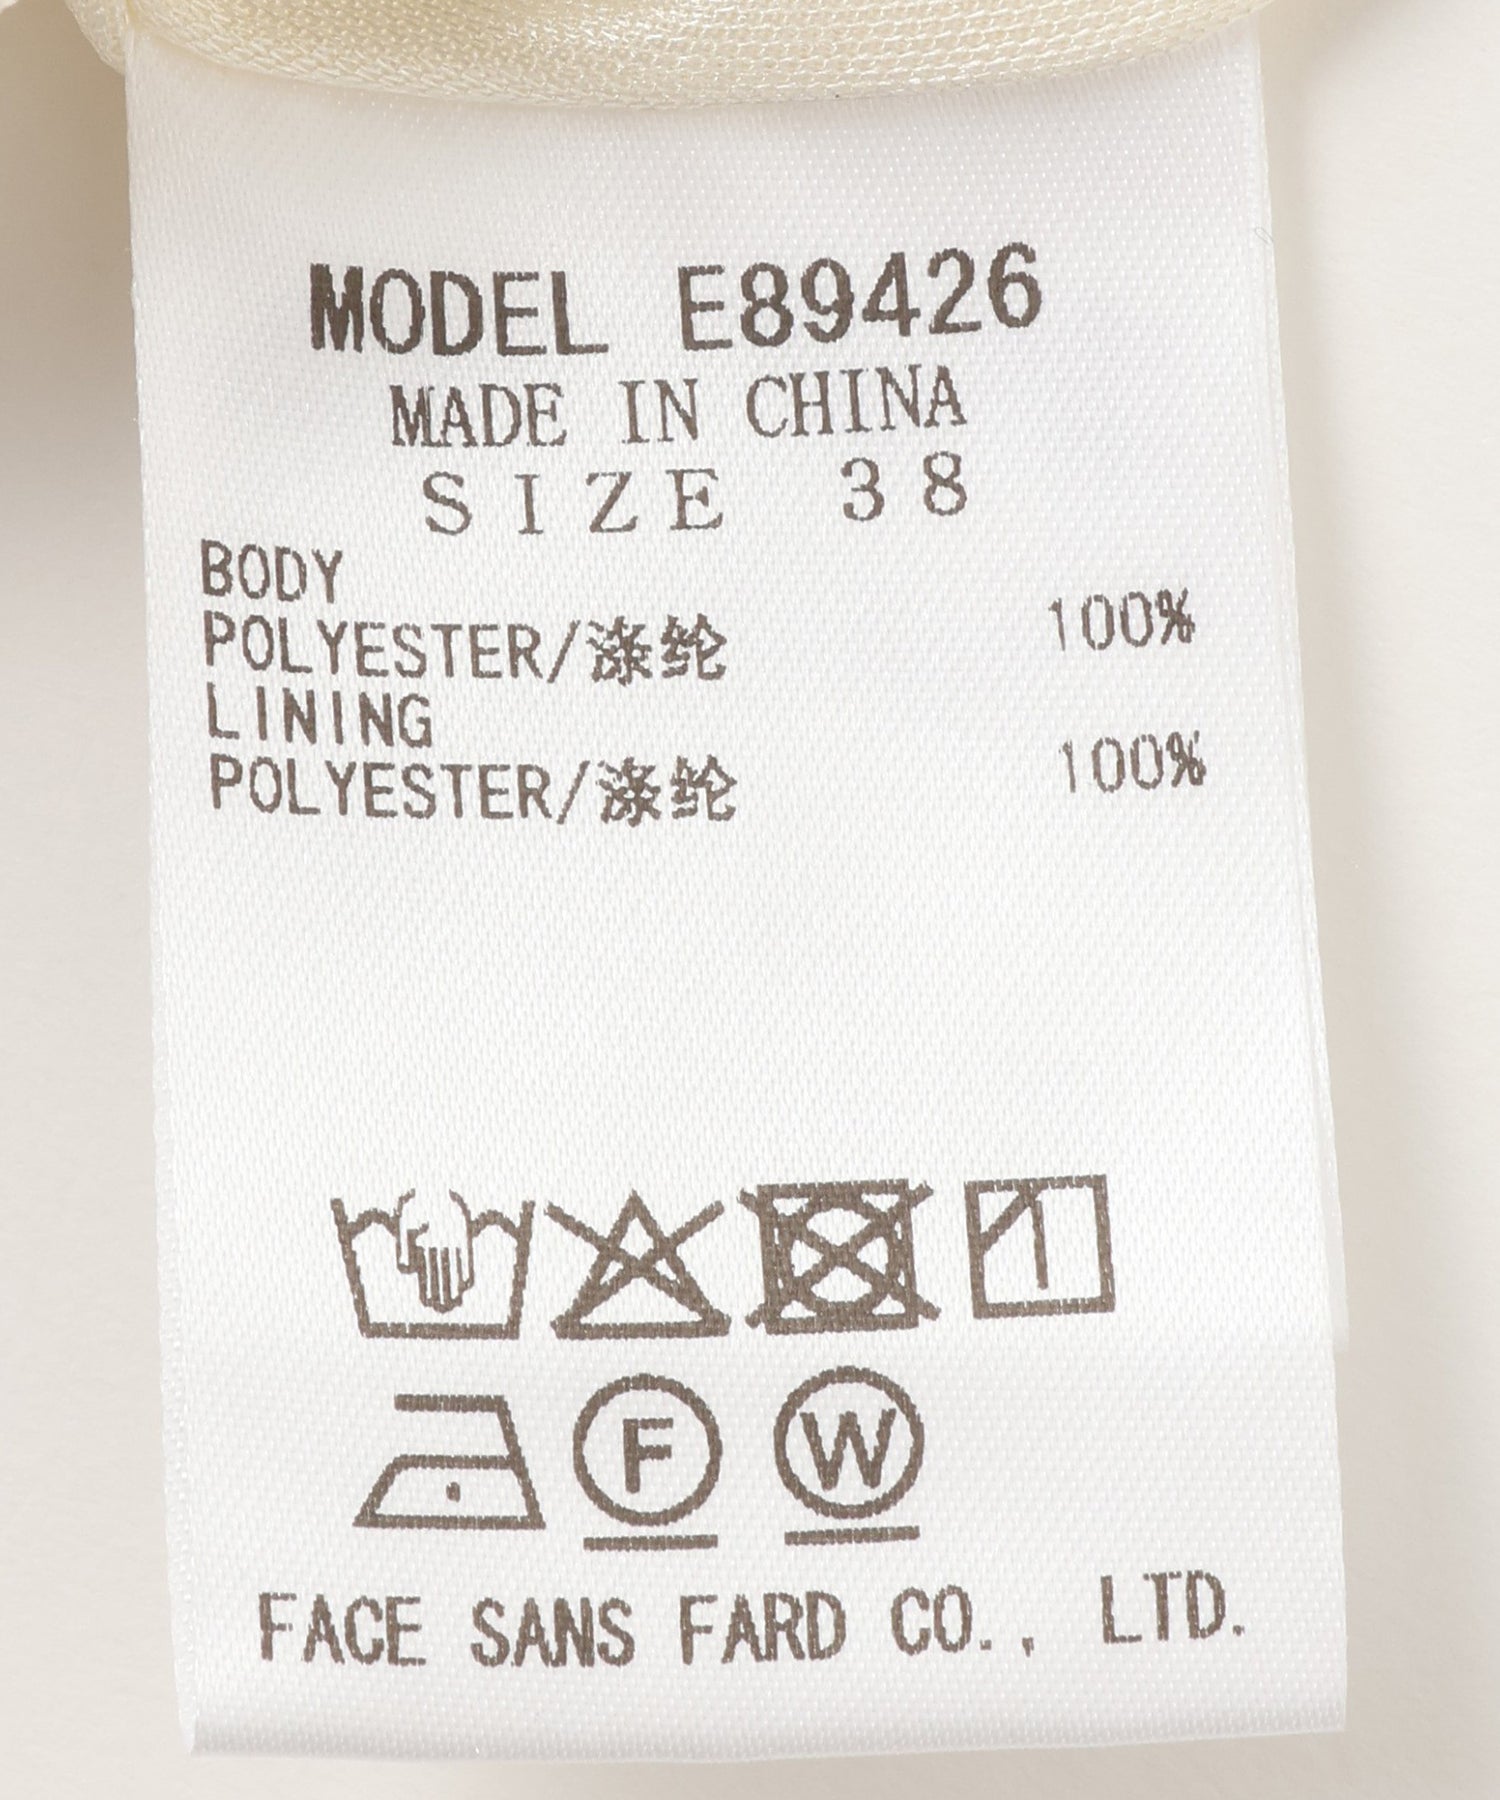 MODEL E89426
MADE IN CHINA
SIZE 38
BODY
POLYESTER/涤纶 100%
LINING
POLYESTER/涤纶 100%
F W
FACE SANS FARD CO., LTD.